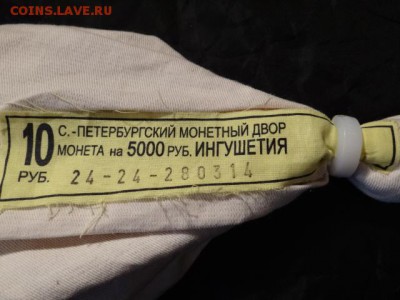 COINS.LAVE.RU
10 С.-ПЕТЕРБУРГСКИЙ МОНЕТНЫЙ ДВОР
МОНЕТА на 5000 РУБ. ИНГУШЕТИЯ
РУБ. 24-24-280314